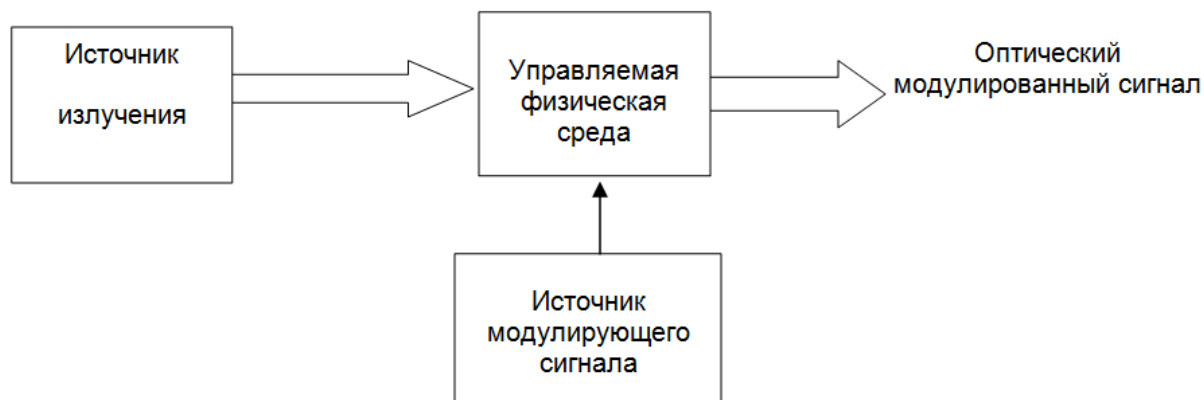 Источник
излучения
Управляемая
физическая
среда
Оптический
модулированный сигнал
Источник
модулирующего
сигнала